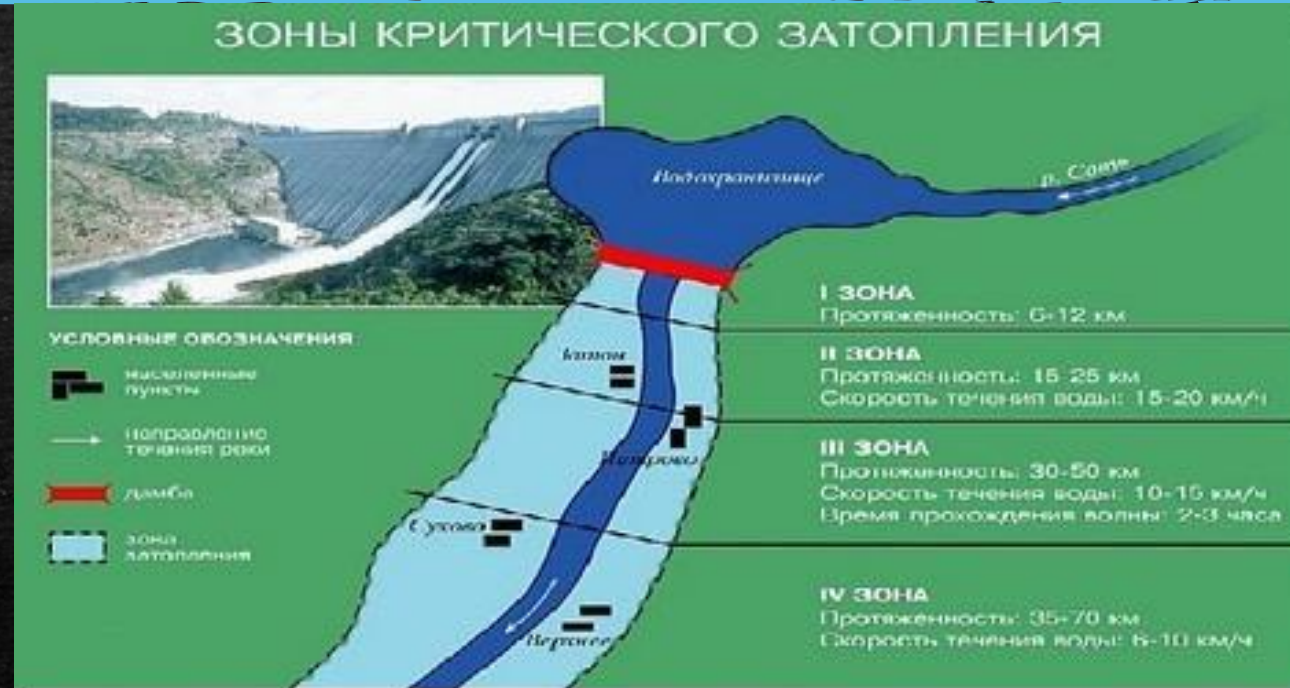 ЗОНЫ КРИТИЧЕСКОГО ЗАТОПЛЕНИЯ
Водохранилище
р.
I ЗОНА
Протяженность: 6-12 км
УСЛОВНЫЕ ОБОЗНАЧЕНИЯ
населенные
пункты
направление
течения реки
дамба
зона
затопления
II ЗОНА
Протяженность: 15-25 км
Скорость течения воды: 15-20 км/ч
III ЗОНА
Протяженность: 30-50 км
Скорость течения воды: 10-15 км/ч
Время прохождения волны: 2-3 часа
Сухово
IV ЗОНА
Протяженность: 35-70 км
Скорость течения воды: 6-10 км/ч
Верхнее